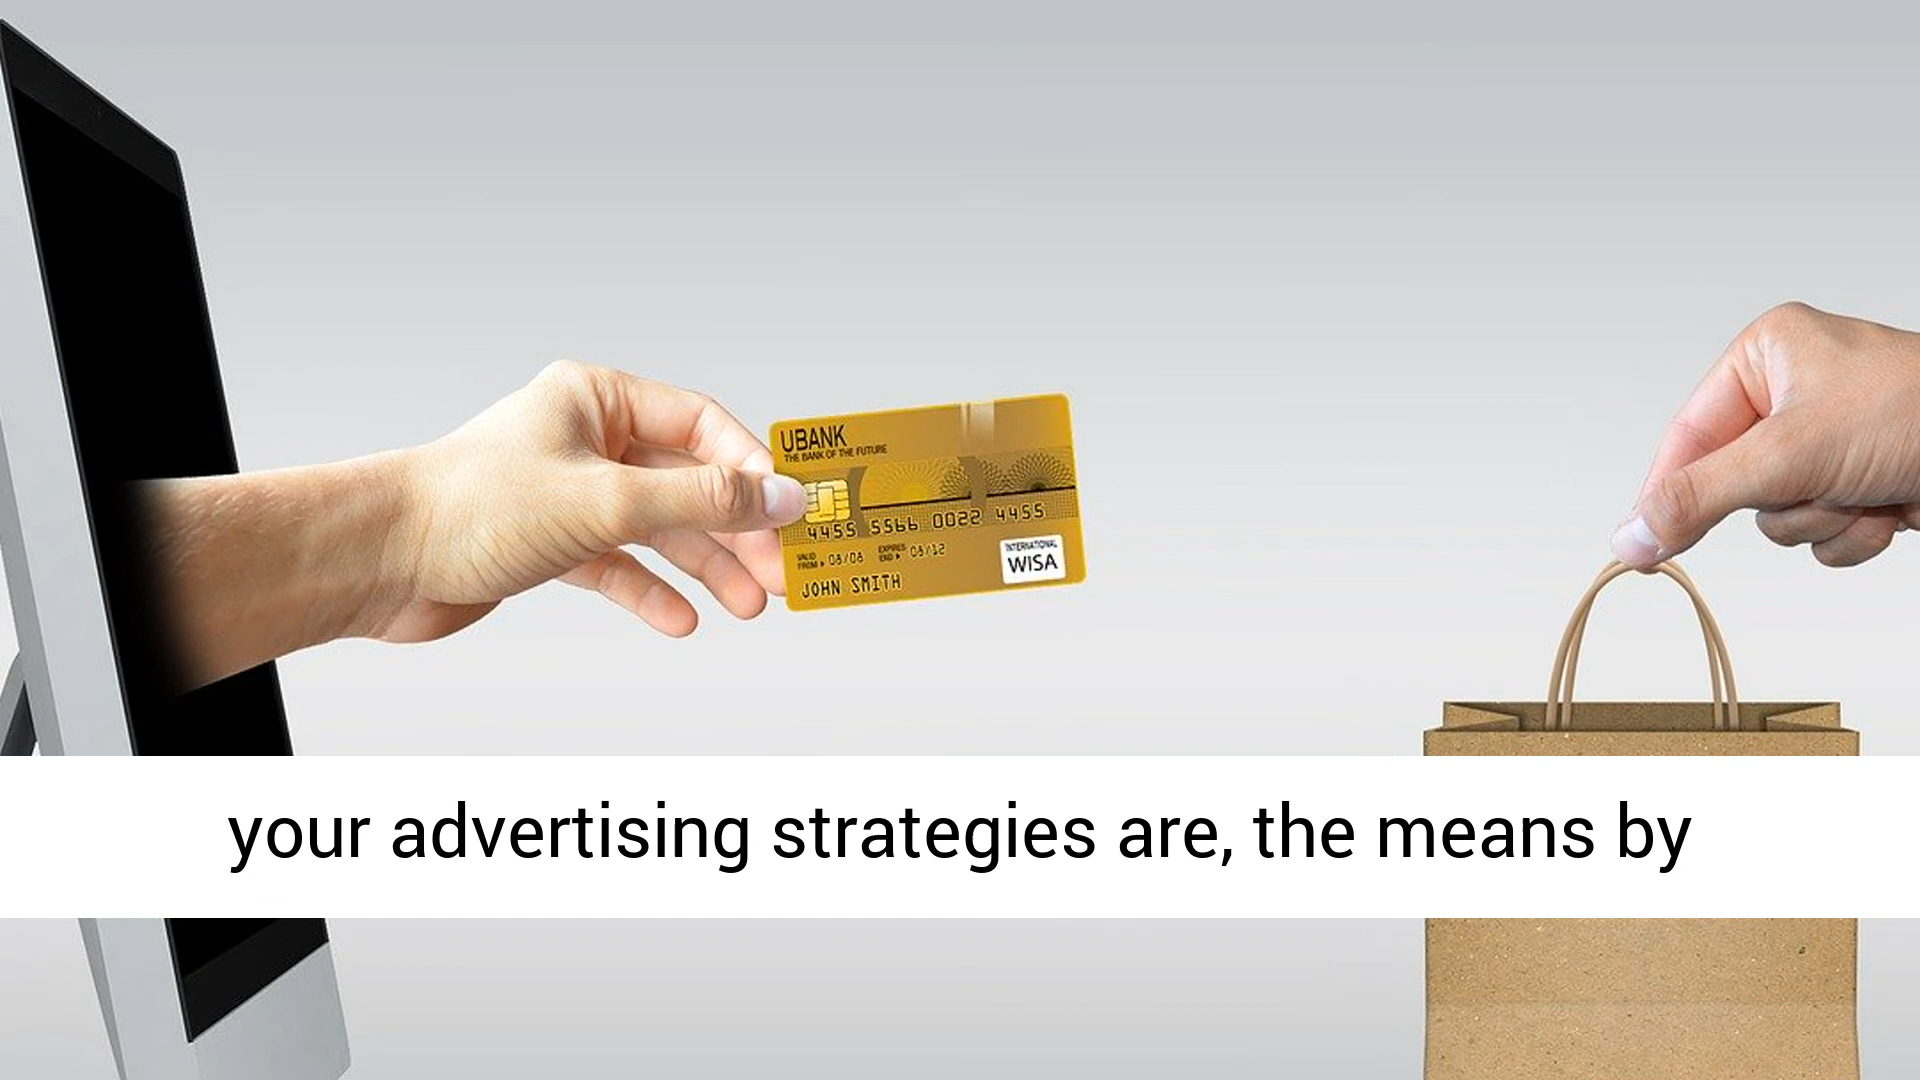 UBANK
THE BANK OF THE FUTURE
4455 5566 0022 4455
VALID FROM ▸ 08/08 EXPIRES END ▸ 08/12
INTERNATIONAL
WISA
JOHN SMITH
your advertising strategies are, the means by